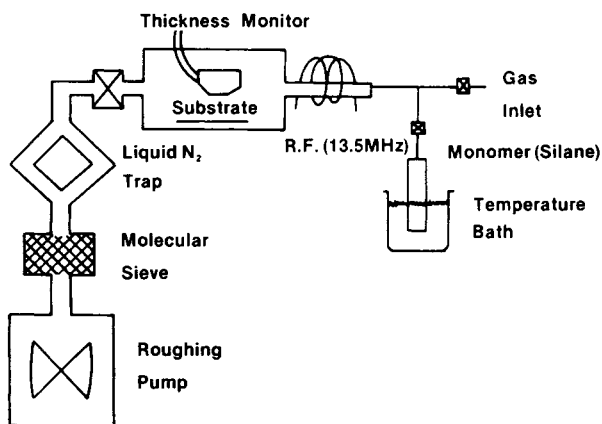 Thickness Monitor
Substrate
Gas
Inlet
R.F. (13.5MHz)
Monomer (Silane)
Liquid N₂
Trap
Temperature
Bath
Molecular
Sieve
Roughing
Pump